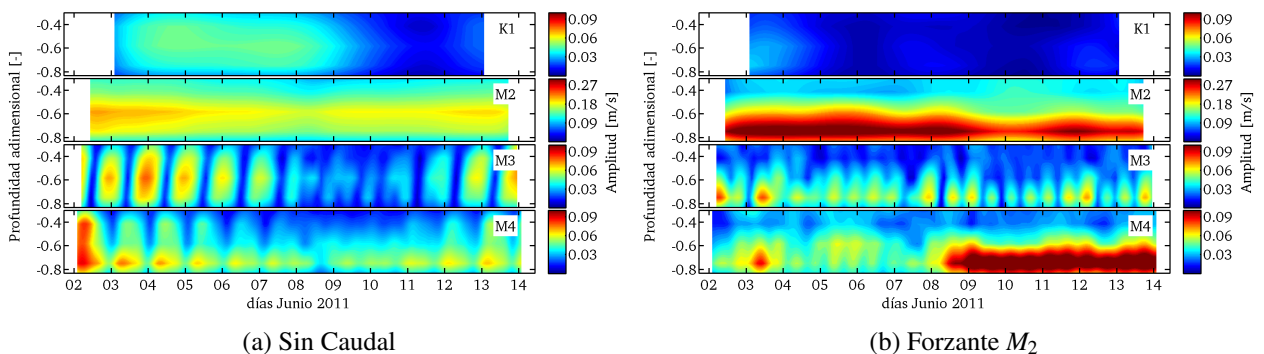 -0.4
-0.6
-0.8
K1
0.09
0.06
0.03
-0.4
-0.6
-0.8
M2
0.27
0.18
0.09
-0.4
-0.6
-0.8
M3
0.09
0.06
0.03
-0.4
-0.6
-0.8
M4
0.09
0.06
0.03
Profundidad adimensional [-]
Amplitud [m/s]
02 03 04 05 06 07 08 09 10 11 12 13 14
días Junio 2011
(a) Sin Caudal
-0.4
-0.6
-0.8
K1
0.09
0.06
0.03
-0.4
-0.6
-0.8
M2
0.27
0.18
0.09
-0.4
-0.6
-0.8
M3
0.09
0.06
0.03
-0.4
-0.6
-0.8
M4
0.09
0.06
0.03
Profundidad adimensional [-]
Amplitud [m/s]
02 03 04 05 06 07 08 09 10 11 12 13 14
días Junio 2011
(b) Forzante M₂